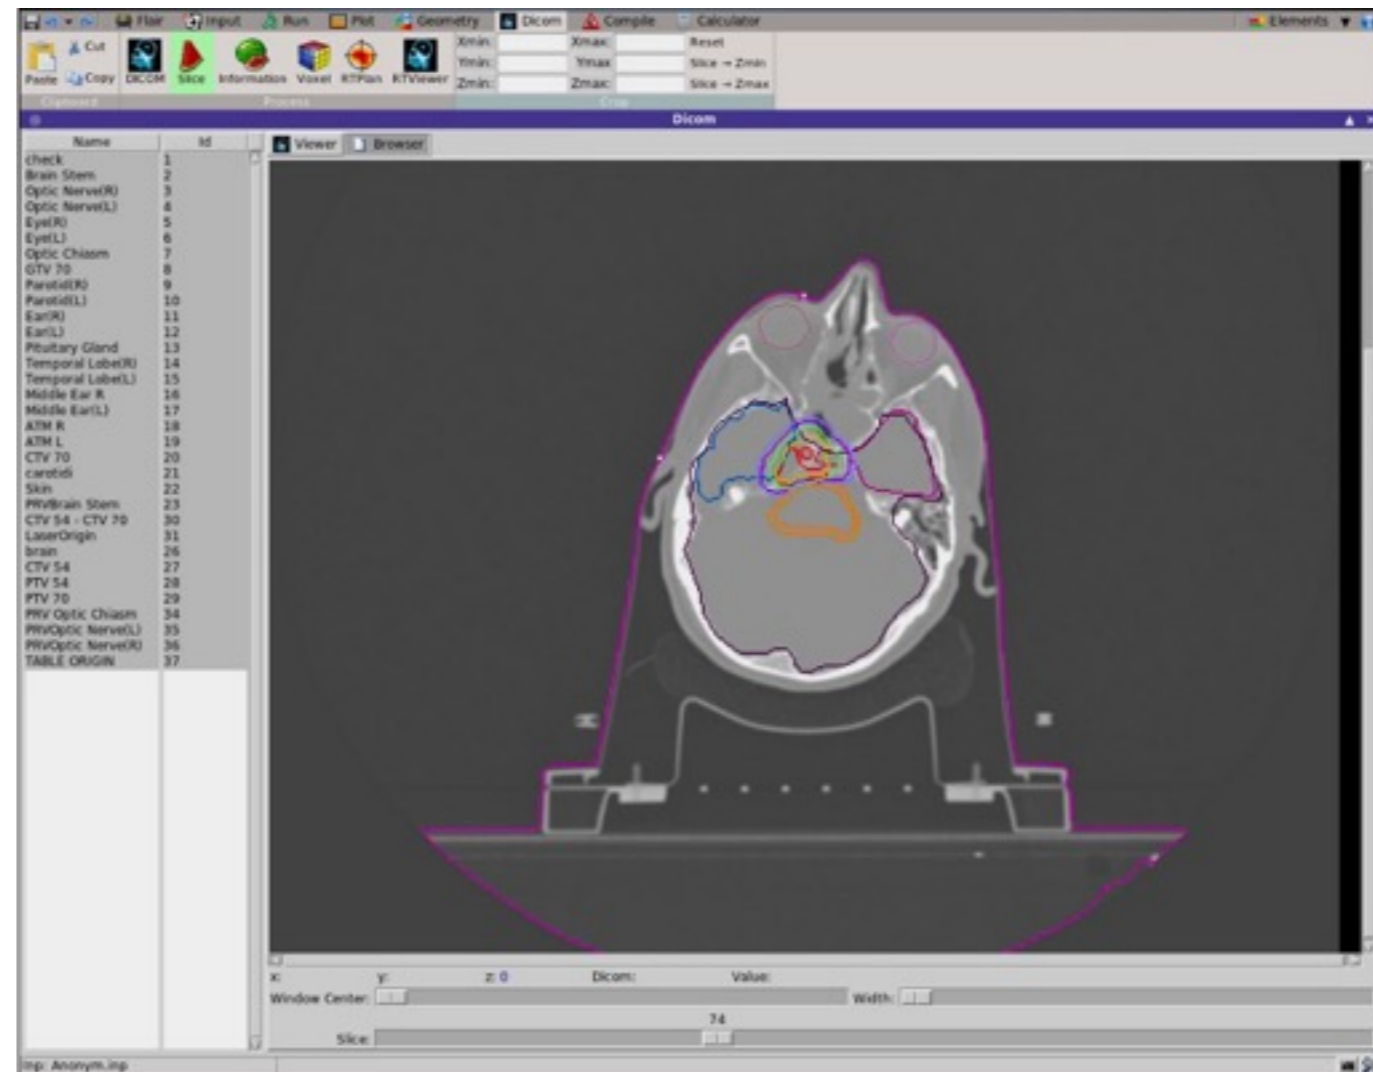 Flair Input Run Plot Geometry Dicom Compile Calculator Elements
Cut Xmin: Xmax: Reset
Ymin: Ymax Slice → Zmin
Paste Copy DICOM Slice Information Voxel RTPlan RTViewer Zmin: Zmax: Slice → Zmax
Clipboard Process Crop
Dicom
Name Id Viewer Browser
check 1
Brain Stem 2
Optic Nerve(R) 3
Optic Nerve(L) 4
Eye(R) 5
Eye(L) 6
Optic Chiasm 7
GTV 70 8
Parotid(R) 9
Parotid(L) 10
Ear(R) 11
Ear(L) 12
Pituitary Gland 13
Temporal Lobe(R) 14
Temporal Lobe(L) 15
Middle Ear R 16
Middle Ear(L) 17
ATM R 18
ATM L 19
CTV 70 20
carotidi 21
Skin 22
PRVBrain Stem 23
CTV 54 - CTV 70 30
LaserOrigin 31
brain 26
CTV 54 27
PTV 54 28
PTV 70 29
PRV Optic Chiasm 34
PRVOptic Nerve(L) 35
PRVOptic Nerve(R) 36
TABLE ORIGIN 37
x: y: z: 0 Dicom: Value:
Window Center: Width:
74
Slice
Inp: Anonym.inp